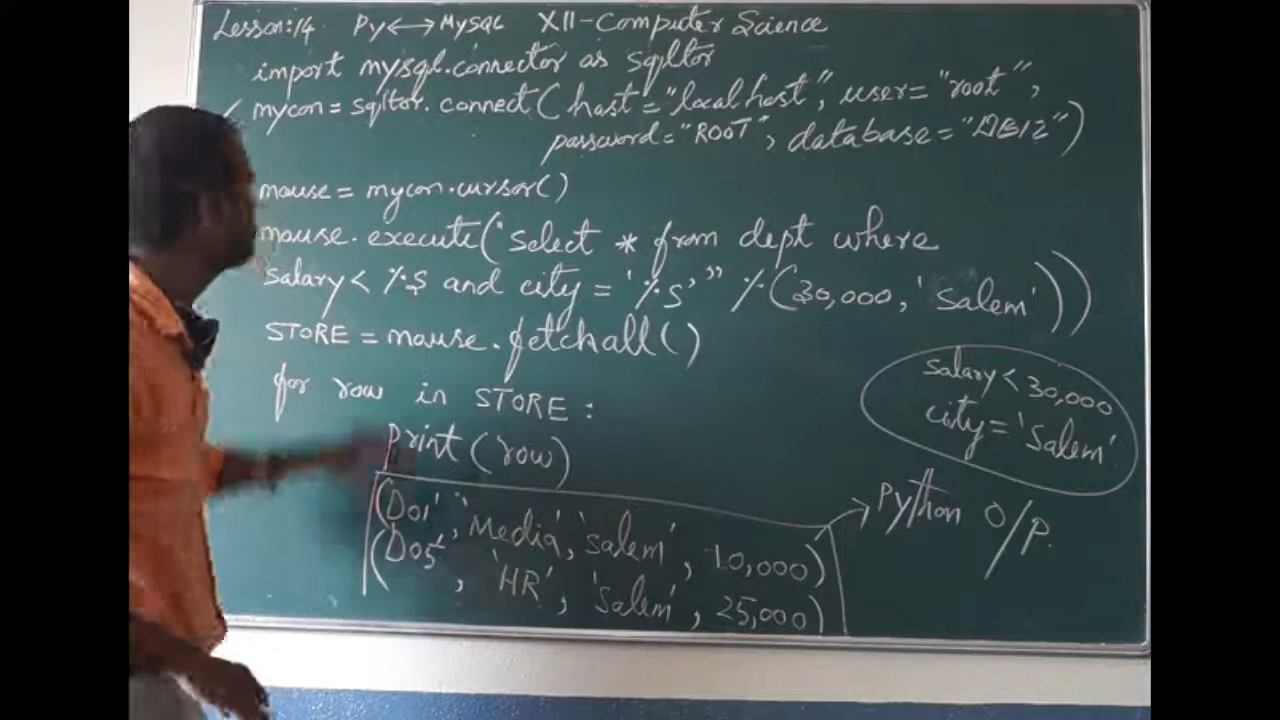 Lesson:14 Py↔MySQL XII-Computer Science
import mysql.connector as sqltor
mycon = sqltor.connect(host="localhost", user="root",
password="ROOT", database="DB12")
mouse = mycon.cursor()
mouse.execute("Select * from dept where
salary < %s and city = '%s'" %(30,000, 'Salem'))
STORE = mouse.fetchall()
for row in STORE:
print(row)
salary < 30,000
city = 'Salem'
(D01', 'Media', 'Salem', 10,000)
(D05', 'HR', 'Salem', 25,000)
Python O/P.